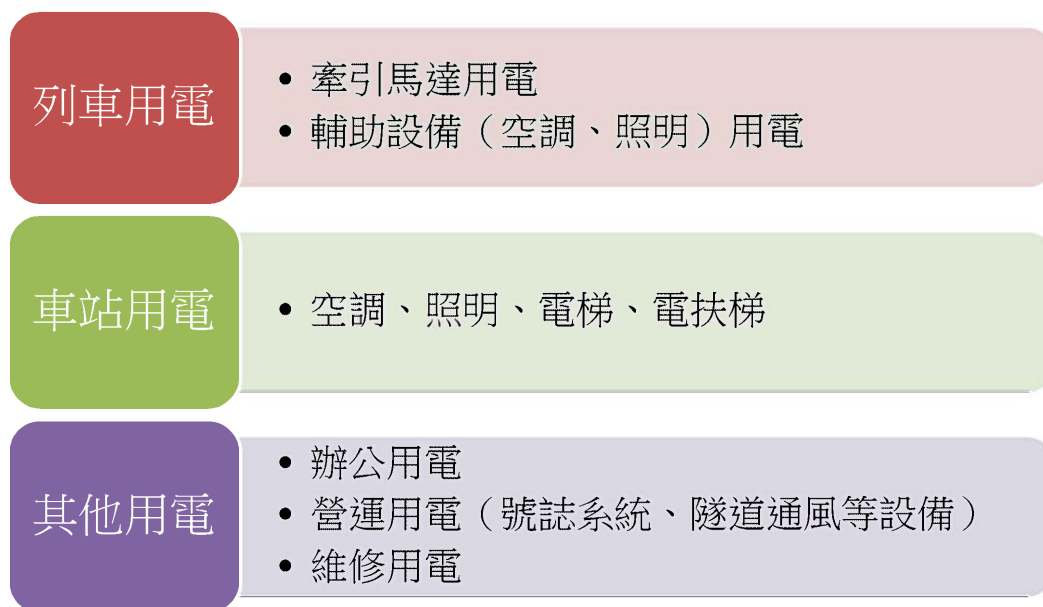 列車用電
• 牽引馬達用電
• 輔助設備（空調、照明）用電
車站用電
• 空調、照明、電梯、電扶梯
其他用電
• 辦公用電
• 營運用電（號誌系統、隧道通風等設備）
• 維修用電